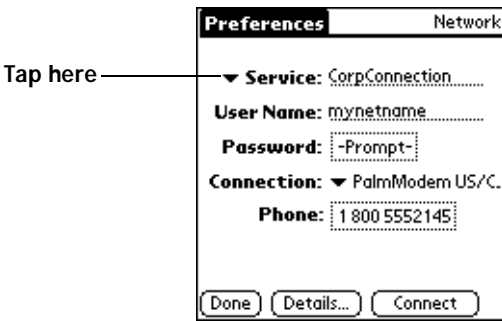 Preferences Network
Tap here
Service: CorpConnection
User Name: mynetname
Password: -Prompt-
Connection: PalmModem US/C.
Phone: 1 800 5552145
Done Details... Connect